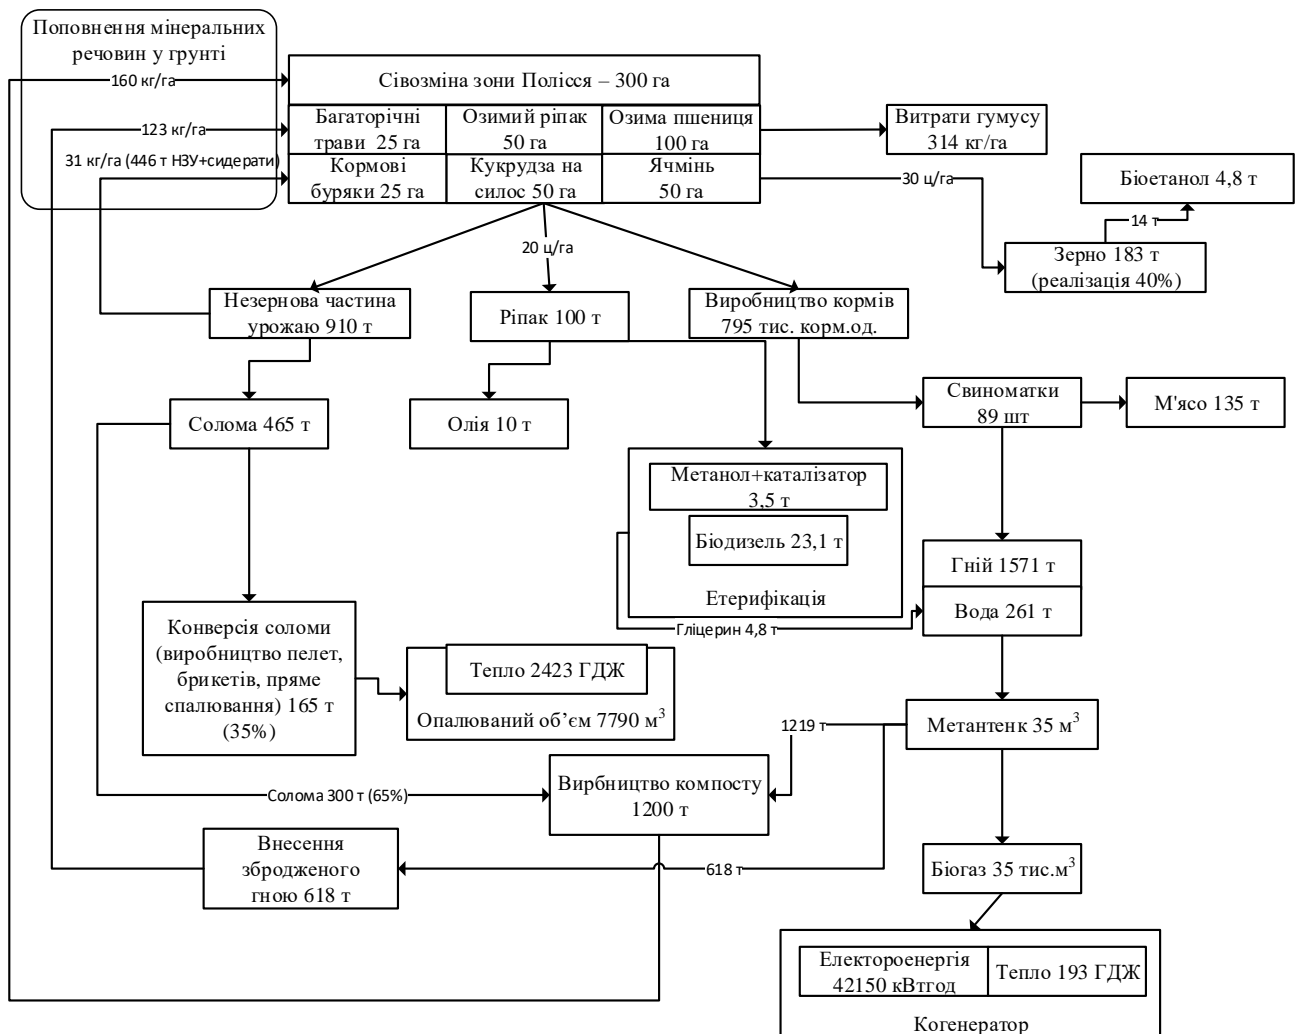 Поповнення мінеральних
речовин у грунті
160 кг/га
123 кг/га
31 кг/га (446 т НЗУ+сидерати)
Сівозміна зони Полісся – 300 га
Багаторічні
трави 25 га
Озимий ріпак
50 га
Озима пшениця
100 га
Кормові
буряки 25 га
Кукрудза на
силос 50 га
Ячмінь
50 га
Витрати гумусу
314 кг/га
30 ц/га
Біоетанол 4,8 т
14 т
Зерно 183 т
(реалізація 40%)
20 ц/га
Незернова частина
урожаю 910 т
Ріпак 100 т
Виробництво кормів
795 тис. корм.од.
Солома 465 т
Олія 10 т
Свиноматки
89 шт
М'ясо 135 т
Метанол+каталізатор
3,5 т
Біодизель 23,1 т
Етерифікація
Гліцерин 4,8 т
Гній 1571 т
Вода 261 т
Конверсія соломи
(виробництво пелет,
брикетів, пряме
спалювання) 165 т
(35%)
Тепло 2423 ГДЖ
Опалюваний об’єм 7790 м³
1219 т
Метантенк 35 м³
Солома 300 т (65%)
Вирбництво компосту
1200 т
Внесення
збродженого
гною 618 т
618 т
Біогаз 35 тис.м³
Електороенергія
42150 кВтгод
Тепло 193 ГДЖ
Когенератор